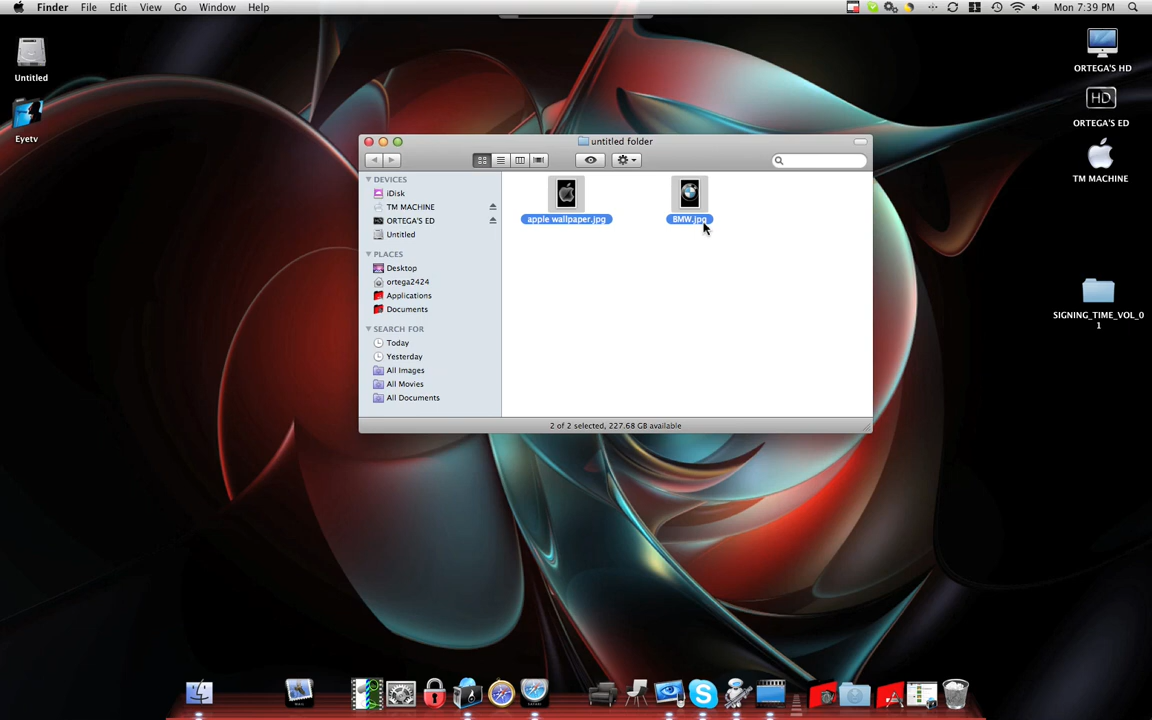 Finder File Edit View Go Window Help Mon 7:39 PM
Untitled
Eyetv
ORTEGA'S HD
HD
ORTEGA'S ED
TM MACHINE
SIGNING_TIME_VOL_0
1
untitled folder
DEVICES
iDisk
TM MACHINE
ORTEGA'S ED
Untitled
PLACES
Desktop
ortega2424
Applications
Documents
SEARCH FOR
Today
Yesterday
All Images
All Movies
All Documents
apple wallpaper.jpg BMW.jpg
2 of 2 selected, 227.68 GB available